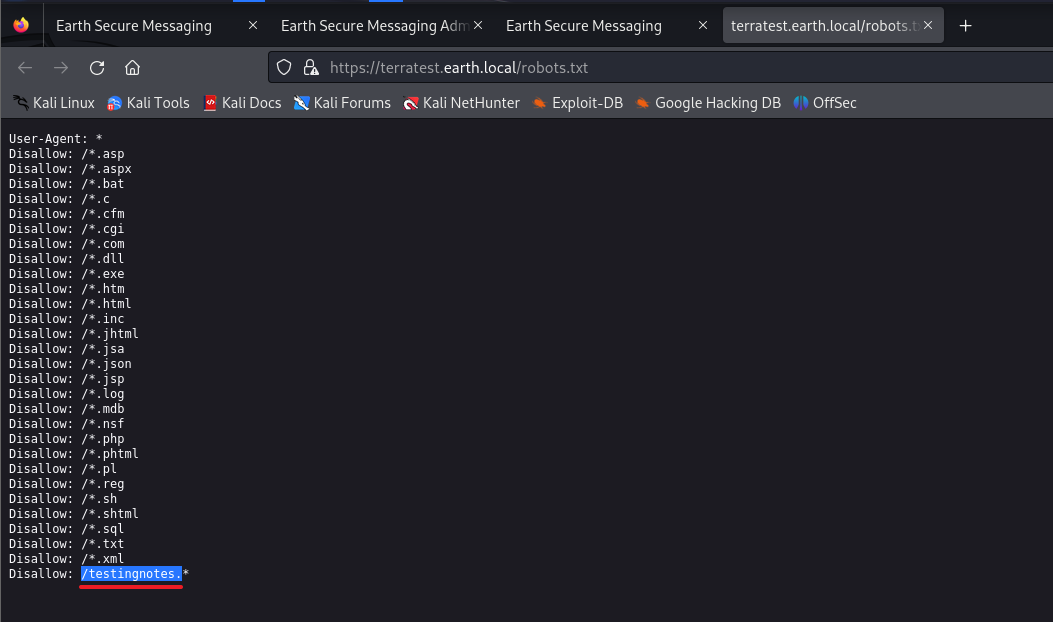 Earth Secure Messaging
Earth Secure Messaging Adm
Earth Secure Messaging
terratest.earth.local/robots.tx
https://terratest.earth.local/robots.txt
Kali Linux Kali Tools Kali Docs Kali Forums Kali NetHunter Exploit-DB Google Hacking DB OffSec
User-Agent: *
Disallow: /*.asp
Disallow: /*.aspx
Disallow: /*.bat
Disallow: /*.c
Disallow: /*.cfm
Disallow: /*.cgi
Disallow: /*.com
Disallow: /*.dll
Disallow: /*.exe
Disallow: /*.htm
Disallow: /*.html
Disallow: /*.inc
Disallow: /*.jhtml
Disallow: /*.jsa
Disallow: /*.json
Disallow: /*.jsp
Disallow: /*.log
Disallow: /*.mdb
Disallow: /*.nsf
Disallow: /*.php
Disallow: /*.phtml
Disallow: /*.pl
Disallow: /*.reg
Disallow: /*.sh
Disallow: /*.shtml
Disallow: /*.sql
Disallow: /*.txt
Disallow: /*.xml
Disallow: /testingnotes.*